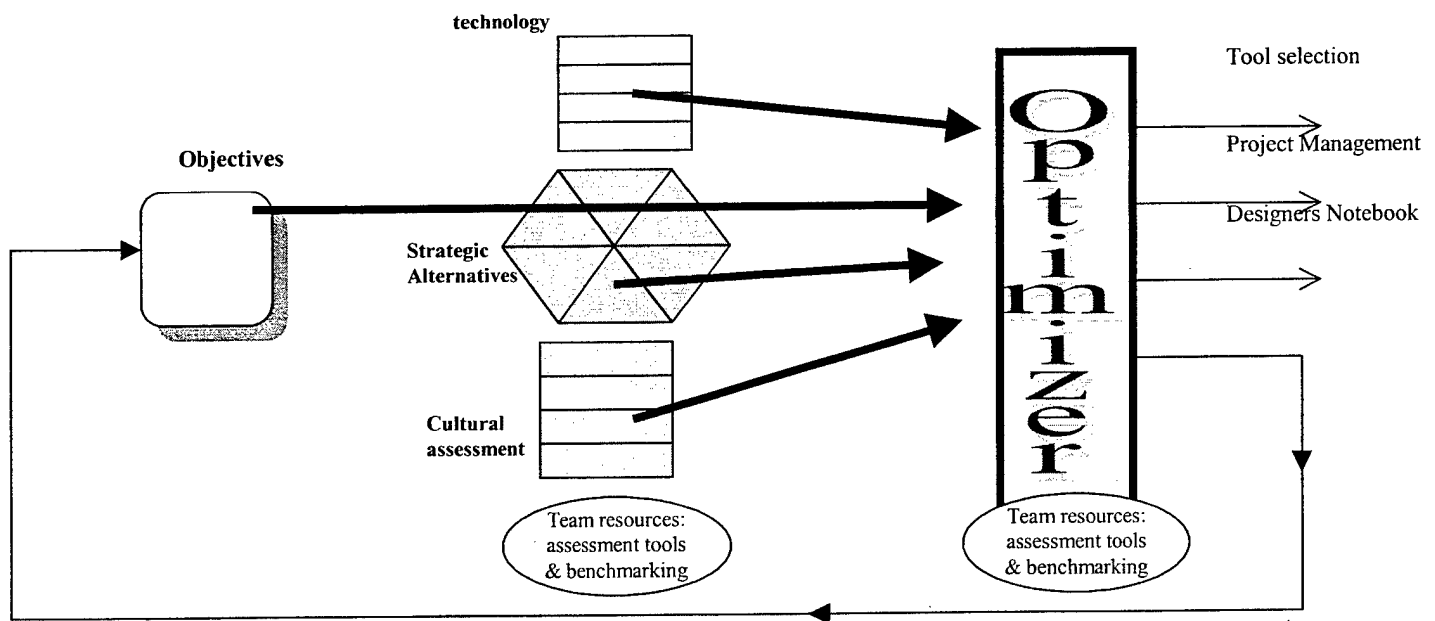 technology
Objectives
Strategic
Alternatives
Cultural
assessment
Team resources:
assessment tools
& benchmarking
Optimizer
Team resources:
assessment tools
& benchmarking
Tool selection
Project Management
Designers Notebook